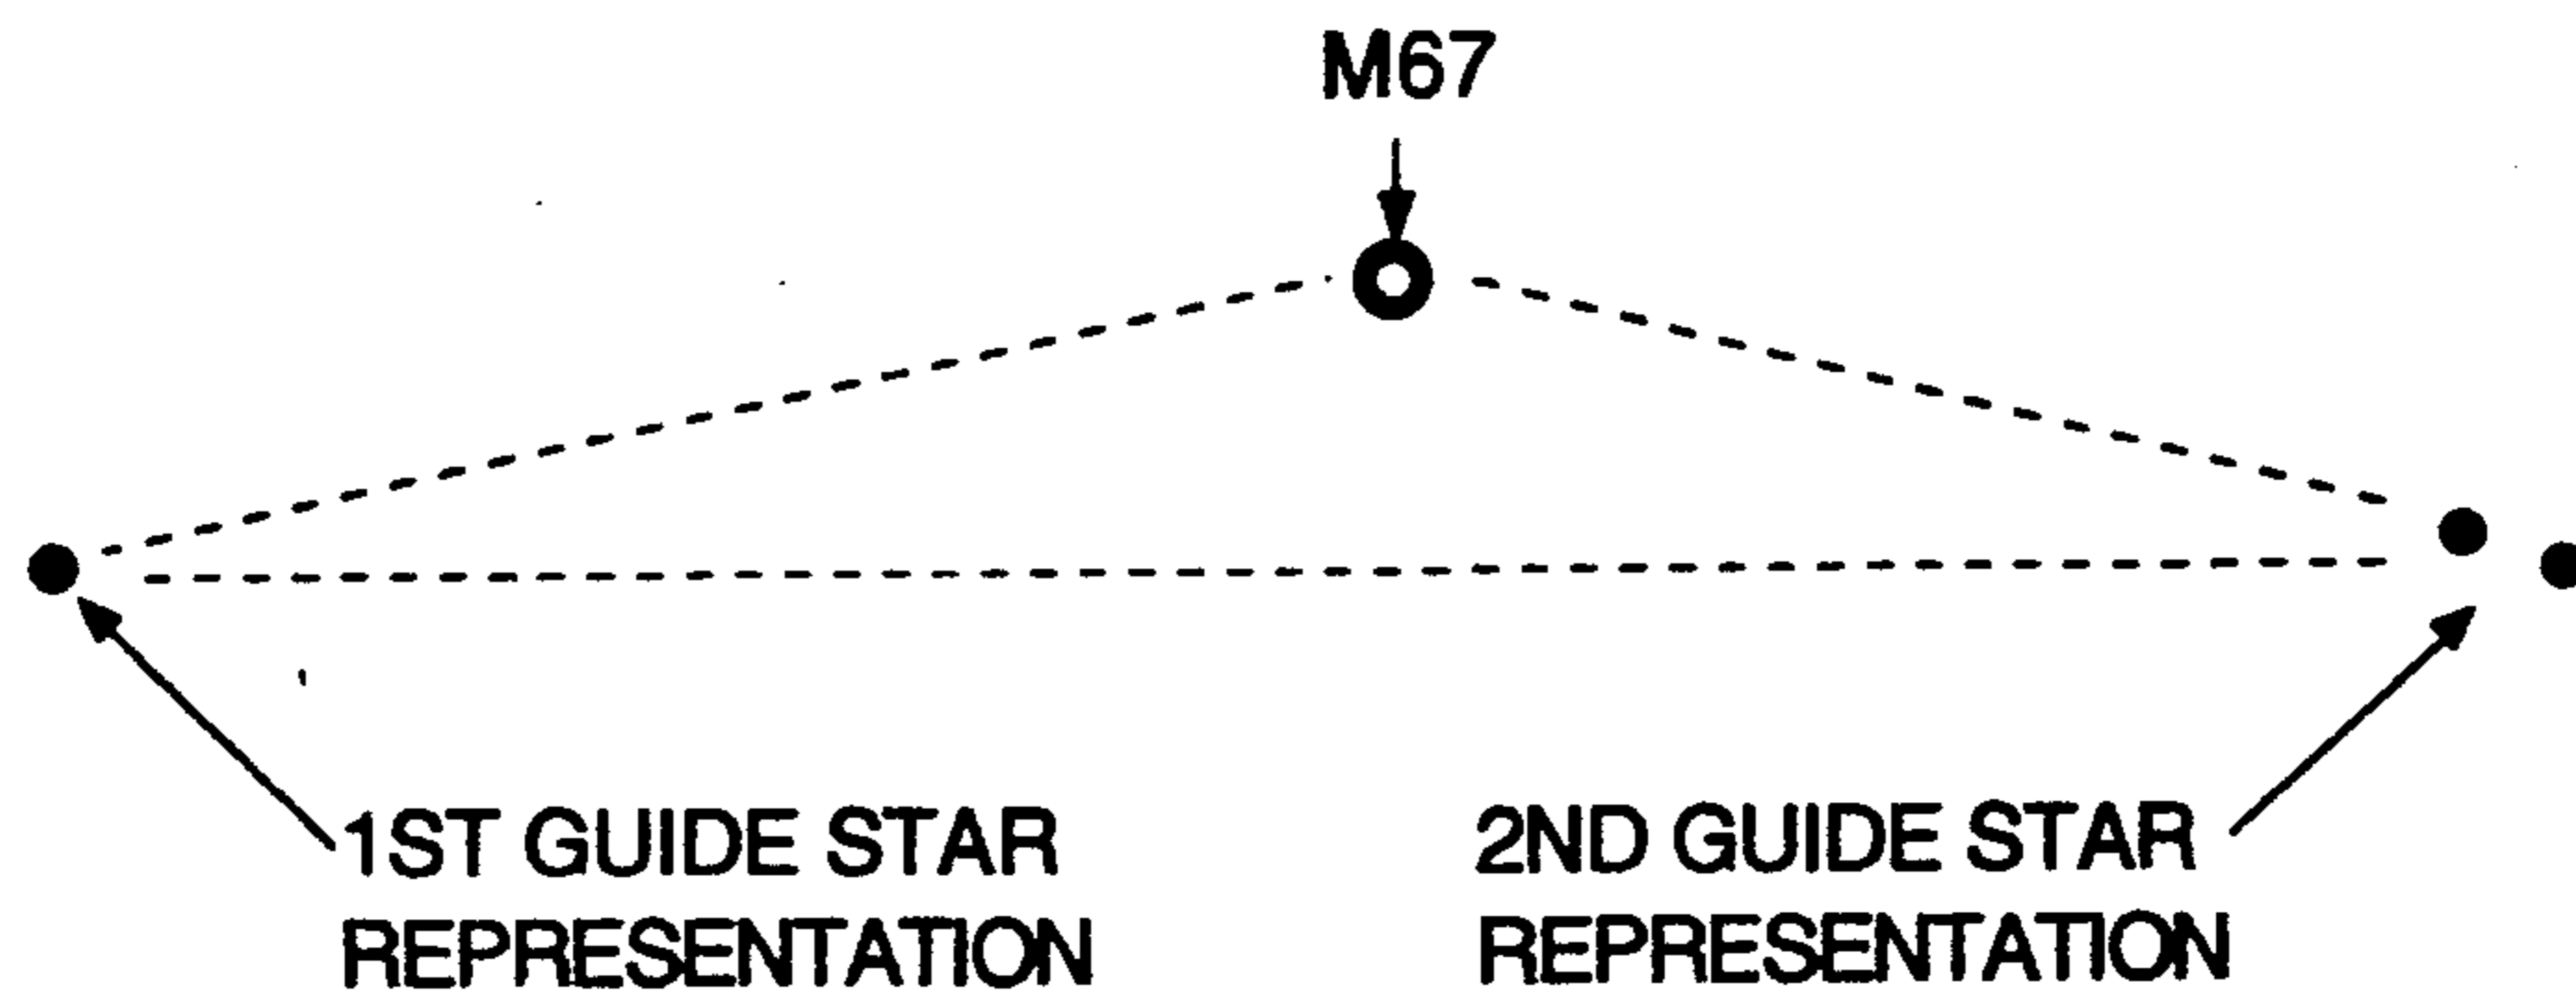 M67
1ST GUIDE STAR
REPRESENTATION
2ND GUIDE STAR
REPRESENTATION